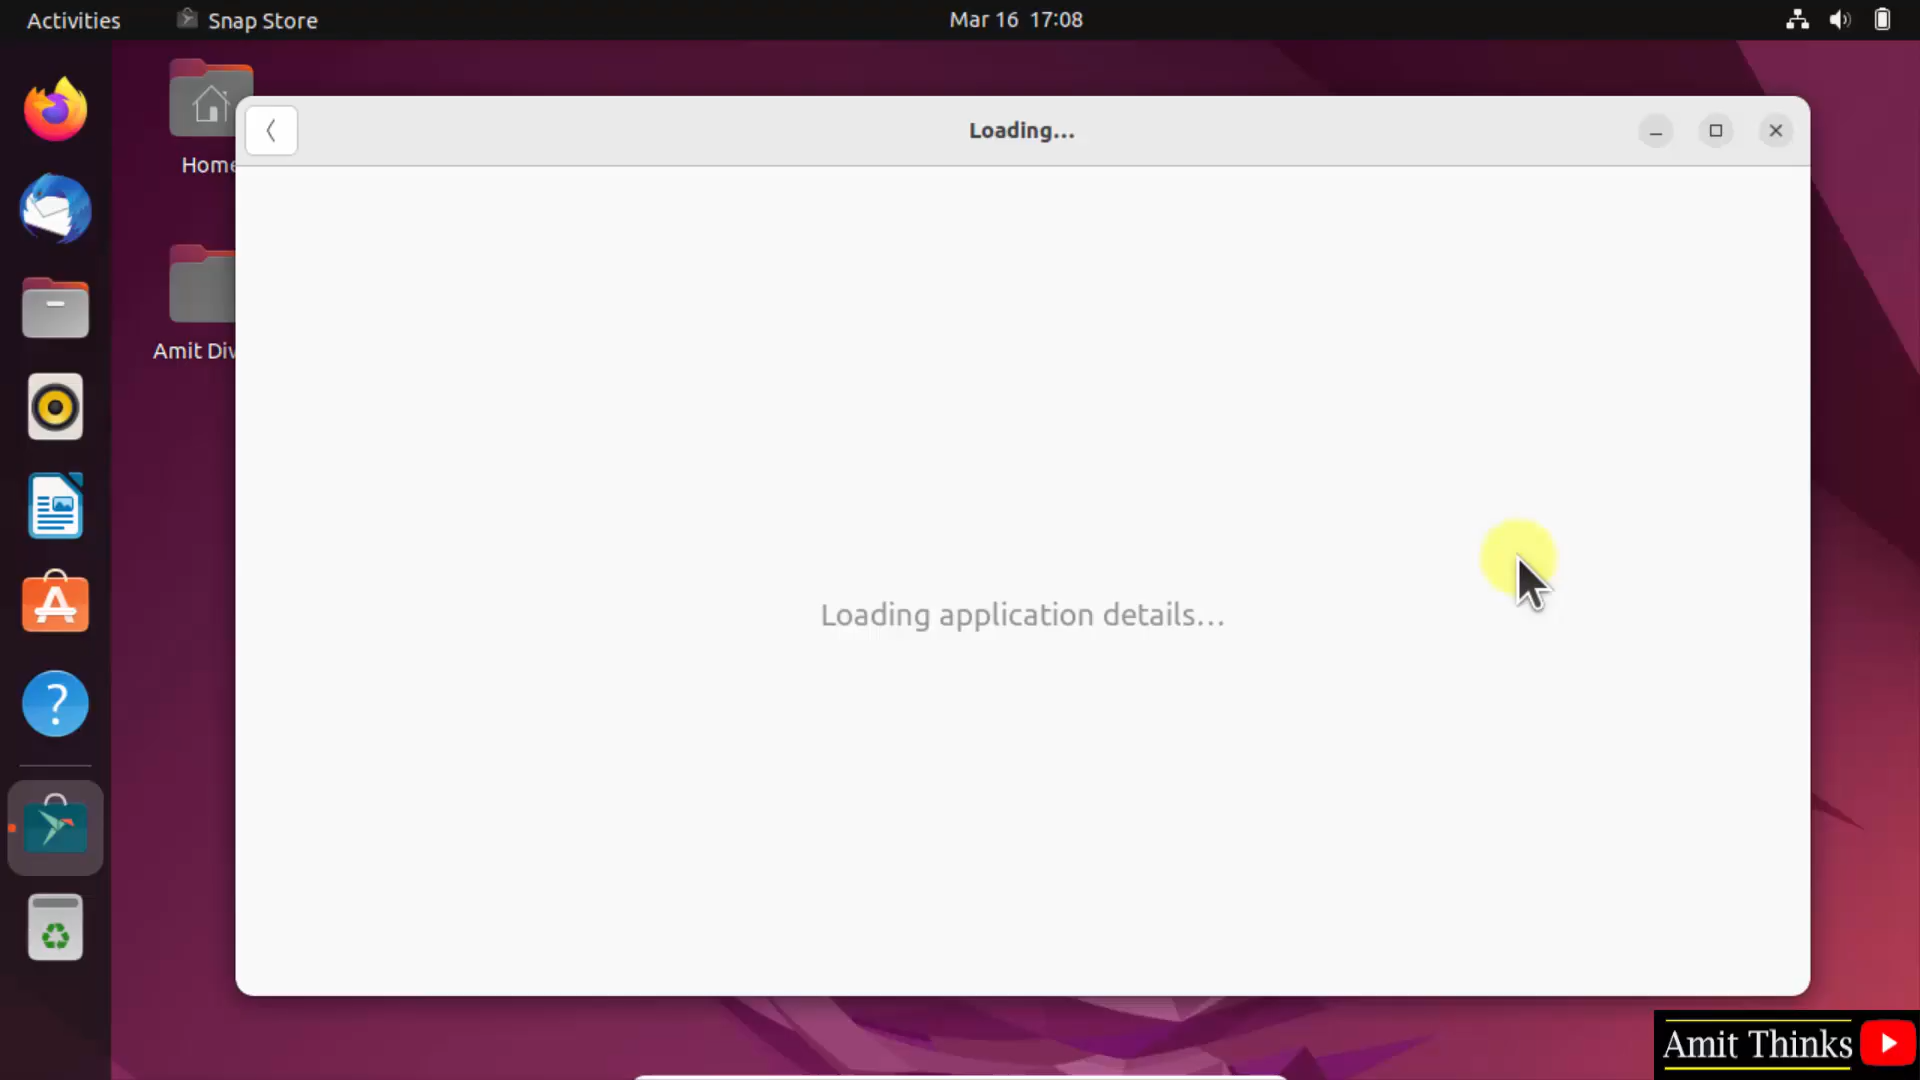 Activities
Snap Store
Mar 16 17:08
Home
Loading...
Amit Div
Loading application details...
?
Amit Thinks